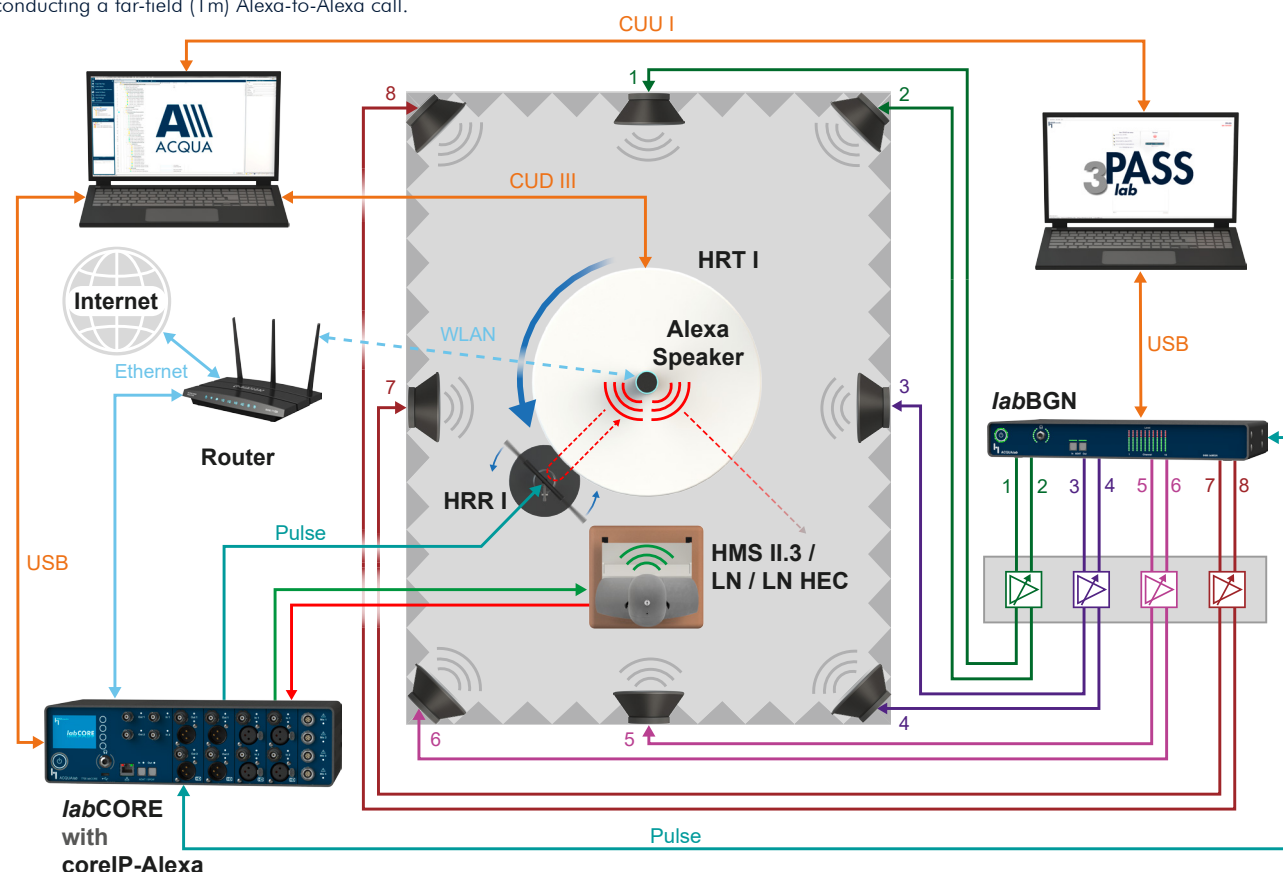 conducting a far-field (1m) Alexa-to-Alexa call.
CUU I
8
1
2
ACQUA
3PASS
lab
CUD III
HRT I
Internet
WLAN
Alexa
Speaker
USB
Ethernet
7
3
labBGN
Router
HRR I
1 2 3 4 5 6 7 8
Pulse
HMS II.3 /
LN / LN HEC
USB
labCORE
6
5
4
labCORE
with
coreIP-Alexa
Pulse